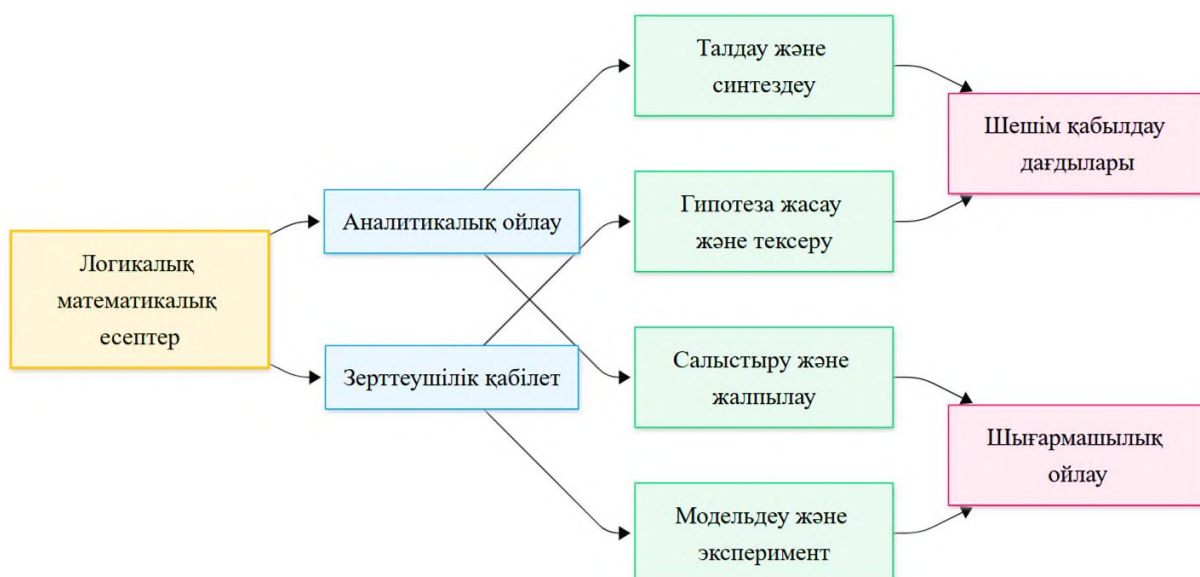 Логикалық
математикалық
есептер
Аналитикалық ойлау
Зерттеушілік қабілет
Талдау және
синтездеу
Гипотеза жасау
және тексеру
Салыстыру және
жалпылау
Модельдеу және
эксперимент
Шешім қабылдау
дағдылары
Шығармашылық
ойлау